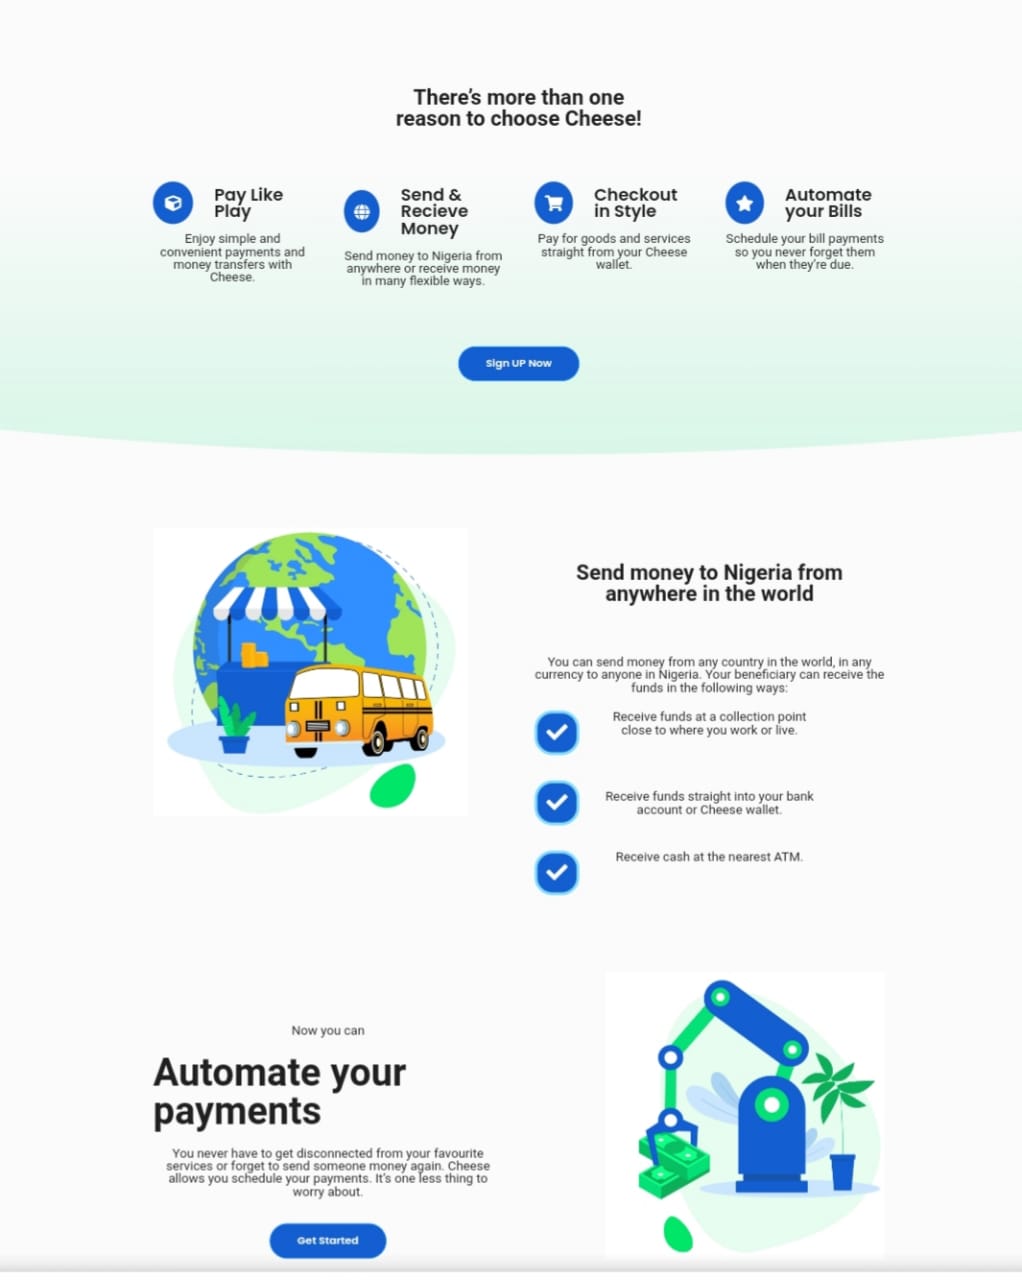 There’s more than one
reason to choose Cheese!
Pay Like
Play
Enjoy simple and
convenient payments and
money transfers with
Cheese.
Send &
Recieve
Money
Send money to Nigeria from
anywhere or receive money
in many flexible ways.
Checkout
in Style
Pay for goods and services
straight from your Cheese
wallet.
Automate
your Bills
Schedule your bill payments
so you never forget them
when they’re due.
Sign UP Now
Send money to Nigeria from
anywhere in the world
You can send money from any country in the world, in any
currency to anyone in Nigeria. Your beneficiary can receive the
funds in the following ways:
Receive funds at a collection point
close to where you work or live.
Receive funds straight into your bank
account or Cheese wallet.
Receive cash at the nearest ATM.
Now you can
Automate your
payments
You never have to get disconnected from your favourite
services or forget to send someone money again. Cheese
allows you schedule your payments. It’s one less thing to
worry about.
Get Started